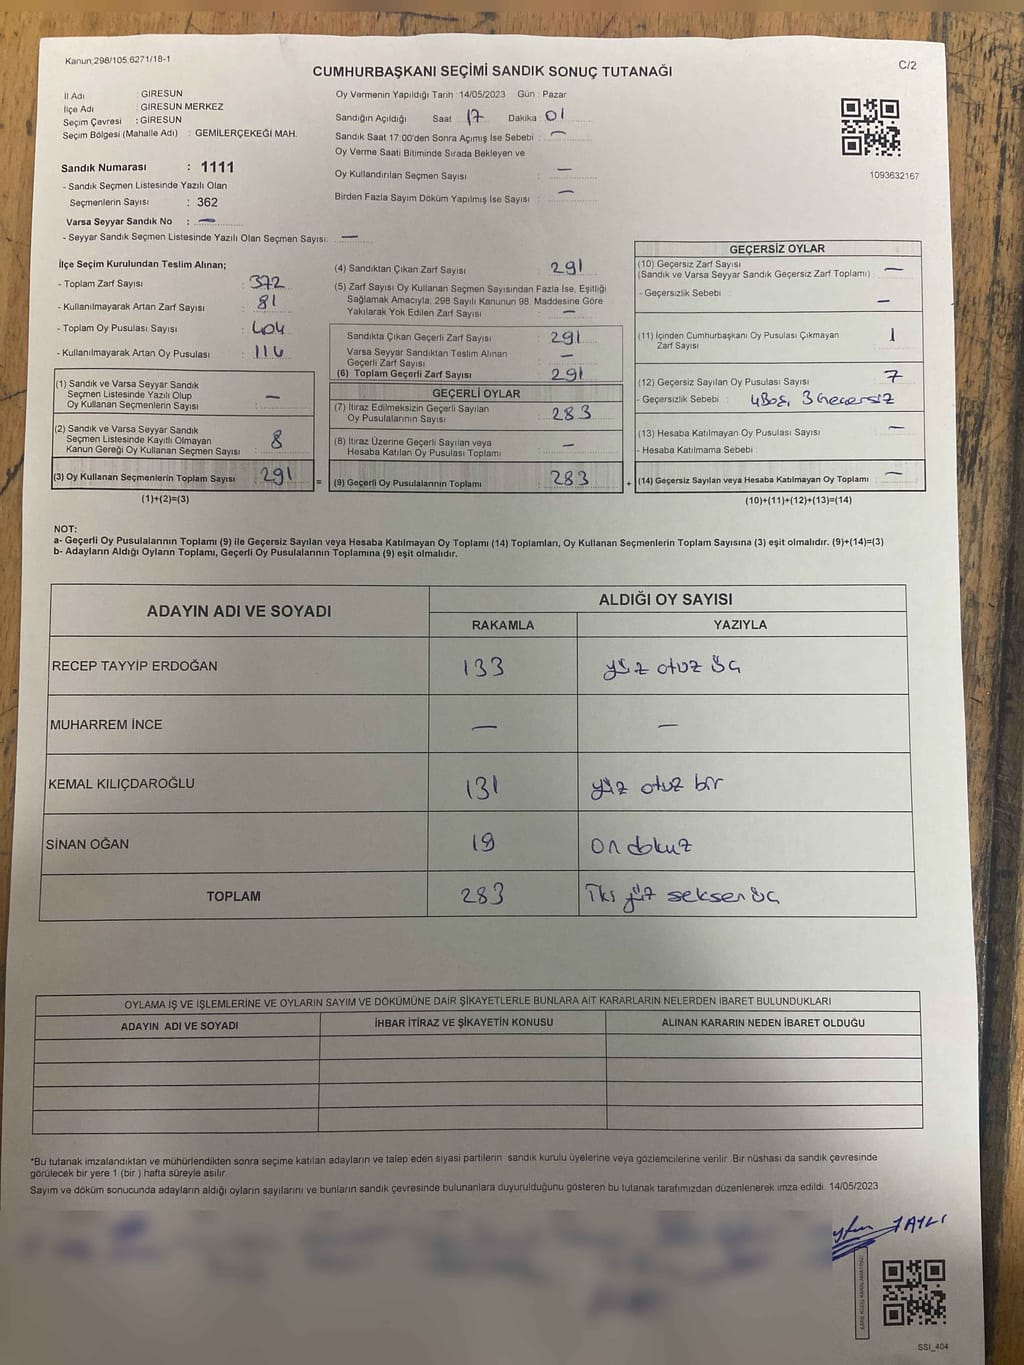 Kanun,298/105,6271/18-1
C/2
CUMHURBAŞKANI SEÇİMİ SANDIK SONUÇ TUTANAĞI
İl Adı : GİRESUN
İlçe Adı : GİRESUN MERKEZ
Seçim Çevresi : GİRESUN
Seçim Bölgesi (Mahalle Adı) : GEMİLERÇEKEĞİ MAH.
Sandık Numarası : 1111
- Sandık Seçmen Listesinde Yazılı Olan
Seçmenlerin Sayısı : 362
Varsa Seyyar Sandık No : —
- Seyyar Sandık Seçmen Listesinde Yazılı Olan Seçmen Sayısı: —
Oy Vermenin Yapıldığı Tarih : 14/05/2023 Gün : Pazar
Sandığın Açıldığı Saat 17 Dakika 01
Sandık Saat 17:00'den Sonra Açımış İse Sebebi : —
Oy Verme Saati Bitiminde Sırada Bekleyen ve
Oy Kullandırılan Seçmen Sayısı : —
Birden Fazla Sayım Döküm Yapılmış İse Sayısı : —
1093632167
İlçe Seçim Kurulundan Teslim Alınan;
- Toplam Zarf Sayısı : 372
- Kullanılmayarak Artan Zarf Sayısı : 81
- Toplam Oy Pusulası Sayısı : 404
- Kullanılmayarak Artan Oy Pusulası : 114
(1) Sandık ve Varsa Seyyar Sandık
Seçmen Listesinde Yazılı Olup
Oy Kullanan Seçmenlerin Sayısı : —
(2) Sandık ve Varsa Seyyar Sandık
Seçmen Listesinde Kayıtlı Olmayan
Kanun Gereği Oy Kullanan Seçmen Sayısı : 8
(3) Oy Kullanan Seçmenlerin Toplam Sayısı : 291
(1)+(2)=(3)
(4) Sandıktan Çıkan Zarf Sayısı : 291
(5) Zarf Sayısı Oy Kullanan Seçmen Sayısından Fazla İse, Eşitliği
Sağlamak Amacıyla; 298 Sayılı Kanunun 98. Maddesine Göre
Yakılarak Yok Edilen Zarf Sayısı : —
Sandıkta Çıkan Geçerli Zarf Sayısı : 291
Varsa Seyyar Sandıktan Teslim Alınan
Geçerli Zarf Sayısı : —
(6) Toplam Geçerli Zarf Sayısı : 291
GEÇERLİ OYLAR
(7) İtiraz Edilmeksizin Geçerli Sayılan
Oy Pusulalarının Sayısı : 283
(8) İtiraz Üzerine Geçerli Sayılan veya
Hesaba Katılan Oy Pusulası Toplamı : —
= (9) Geçerli Oy Pusulalarının Toplamı : 283
GEÇERSİZ OYLAR
(10) Geçersiz Zarf Sayısı
(Sandık ve Varsa Seyyar Sandık Geçersiz Zarf Toplamı) : —
- Geçersizlik Sebebi : —
(11) İçinden Cumhurbaşkanı Oy Pusulası Çıkmayan
Zarf Sayısı : 1
(12) Geçersiz Sayılan Oy Pusulası Sayısı : 7
- Geçersizlik Sebebi : 4 Boş, 3 Geçersiz
(13) Hesaba Katılmayan Oy Pusulası Sayısı : —
- Hesaba Katılmama Sebebi :
+ (14) Geçersiz Sayılan veya Hesaba Katılmayan Oy Toplamı : —
(10)+(11)+(12)+(13)=(14)
NOT:
a- Geçerli Oy Pusulalarının Toplamı (9) ile Geçersiz Sayılan veya Hesaba Katılmayan Oy Toplamı (14) Toplamları, Oy Kullanan Seçmenlerin Toplam Sayısına (3) eşit olmalıdır. (9)+(14)=(3)
b- Adayların Aldığı Oyların Toplamı, Geçerli Oy Pusulalarının Toplamına (9) eşit olmalıdır.
ADAYIN ADI VE SOYADI
ALDIĞI OY SAYISI
RAKAMLA YAZIYLA
RECEP TAYYİP ERDOĞAN 133 yüz otuz üç
MUHARREM İNCE — —
KEMAL KILIÇDAROĞLU 131 yüz otuz bir
SİNAN OĞAN 19 On dokuz
TOPLAM 283 İki yüz seksen üç
OYLAMA İŞ VE İŞLEMLERİNE VE OYLARIN SAYIM VE DÖKÜMÜNE DAİR ŞİKAYETLERLE BUNLARA AİT KARARLARIN NELERDEN İBARET BULUNDUKLARI
ADAYIN ADI VE SOYADI İHBAR İTİRAZ VE ŞİKAYETİN KONUSU ALINAN KARARIN NEDEN İBARET OLDUĞU
*Bu tutanak imzalandıktan ve mühürlendikten sonra seçime katılan adayların ve talep eden siyasi partilerin sandık kurulu üyelerine veya gözlemcilerine verilir. Bir nüshası da sandık çevresinde
görülecek bir yere 1 (bir ) hafta süreyle asılır.
Sayım ve döküm sonucunda adayların aldığı oyların sayılarını ve bunların sandık çevresinde bulunanlara duyurulduğunu gösteren bu tutanak tarafımızdan düzenlenerek imza edildi. 14/05/2023
SSI_404